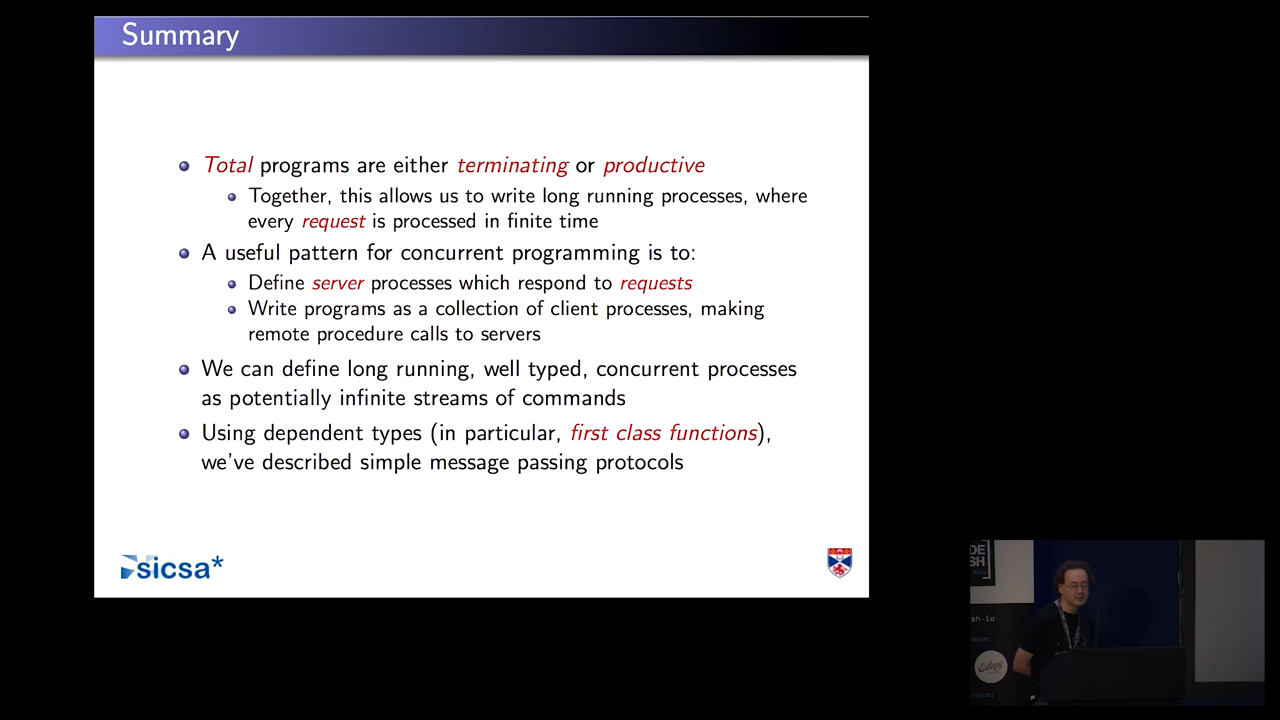 Summary
Total programs are either terminating or productive
Together, this allows us to write long running processes, where
every request is processed in finite time
A useful pattern for concurrent programming is to:
Define server processes which respond to requests
Write programs as a collection of client processes, making
remote procedure calls to servers
We can define long running, well typed, concurrent processes
as potentially infinite streams of commands
Using dependent types (in particular, first class functions),
we've described simple message passing protocols
sicsa*
DE
SH
sh-io